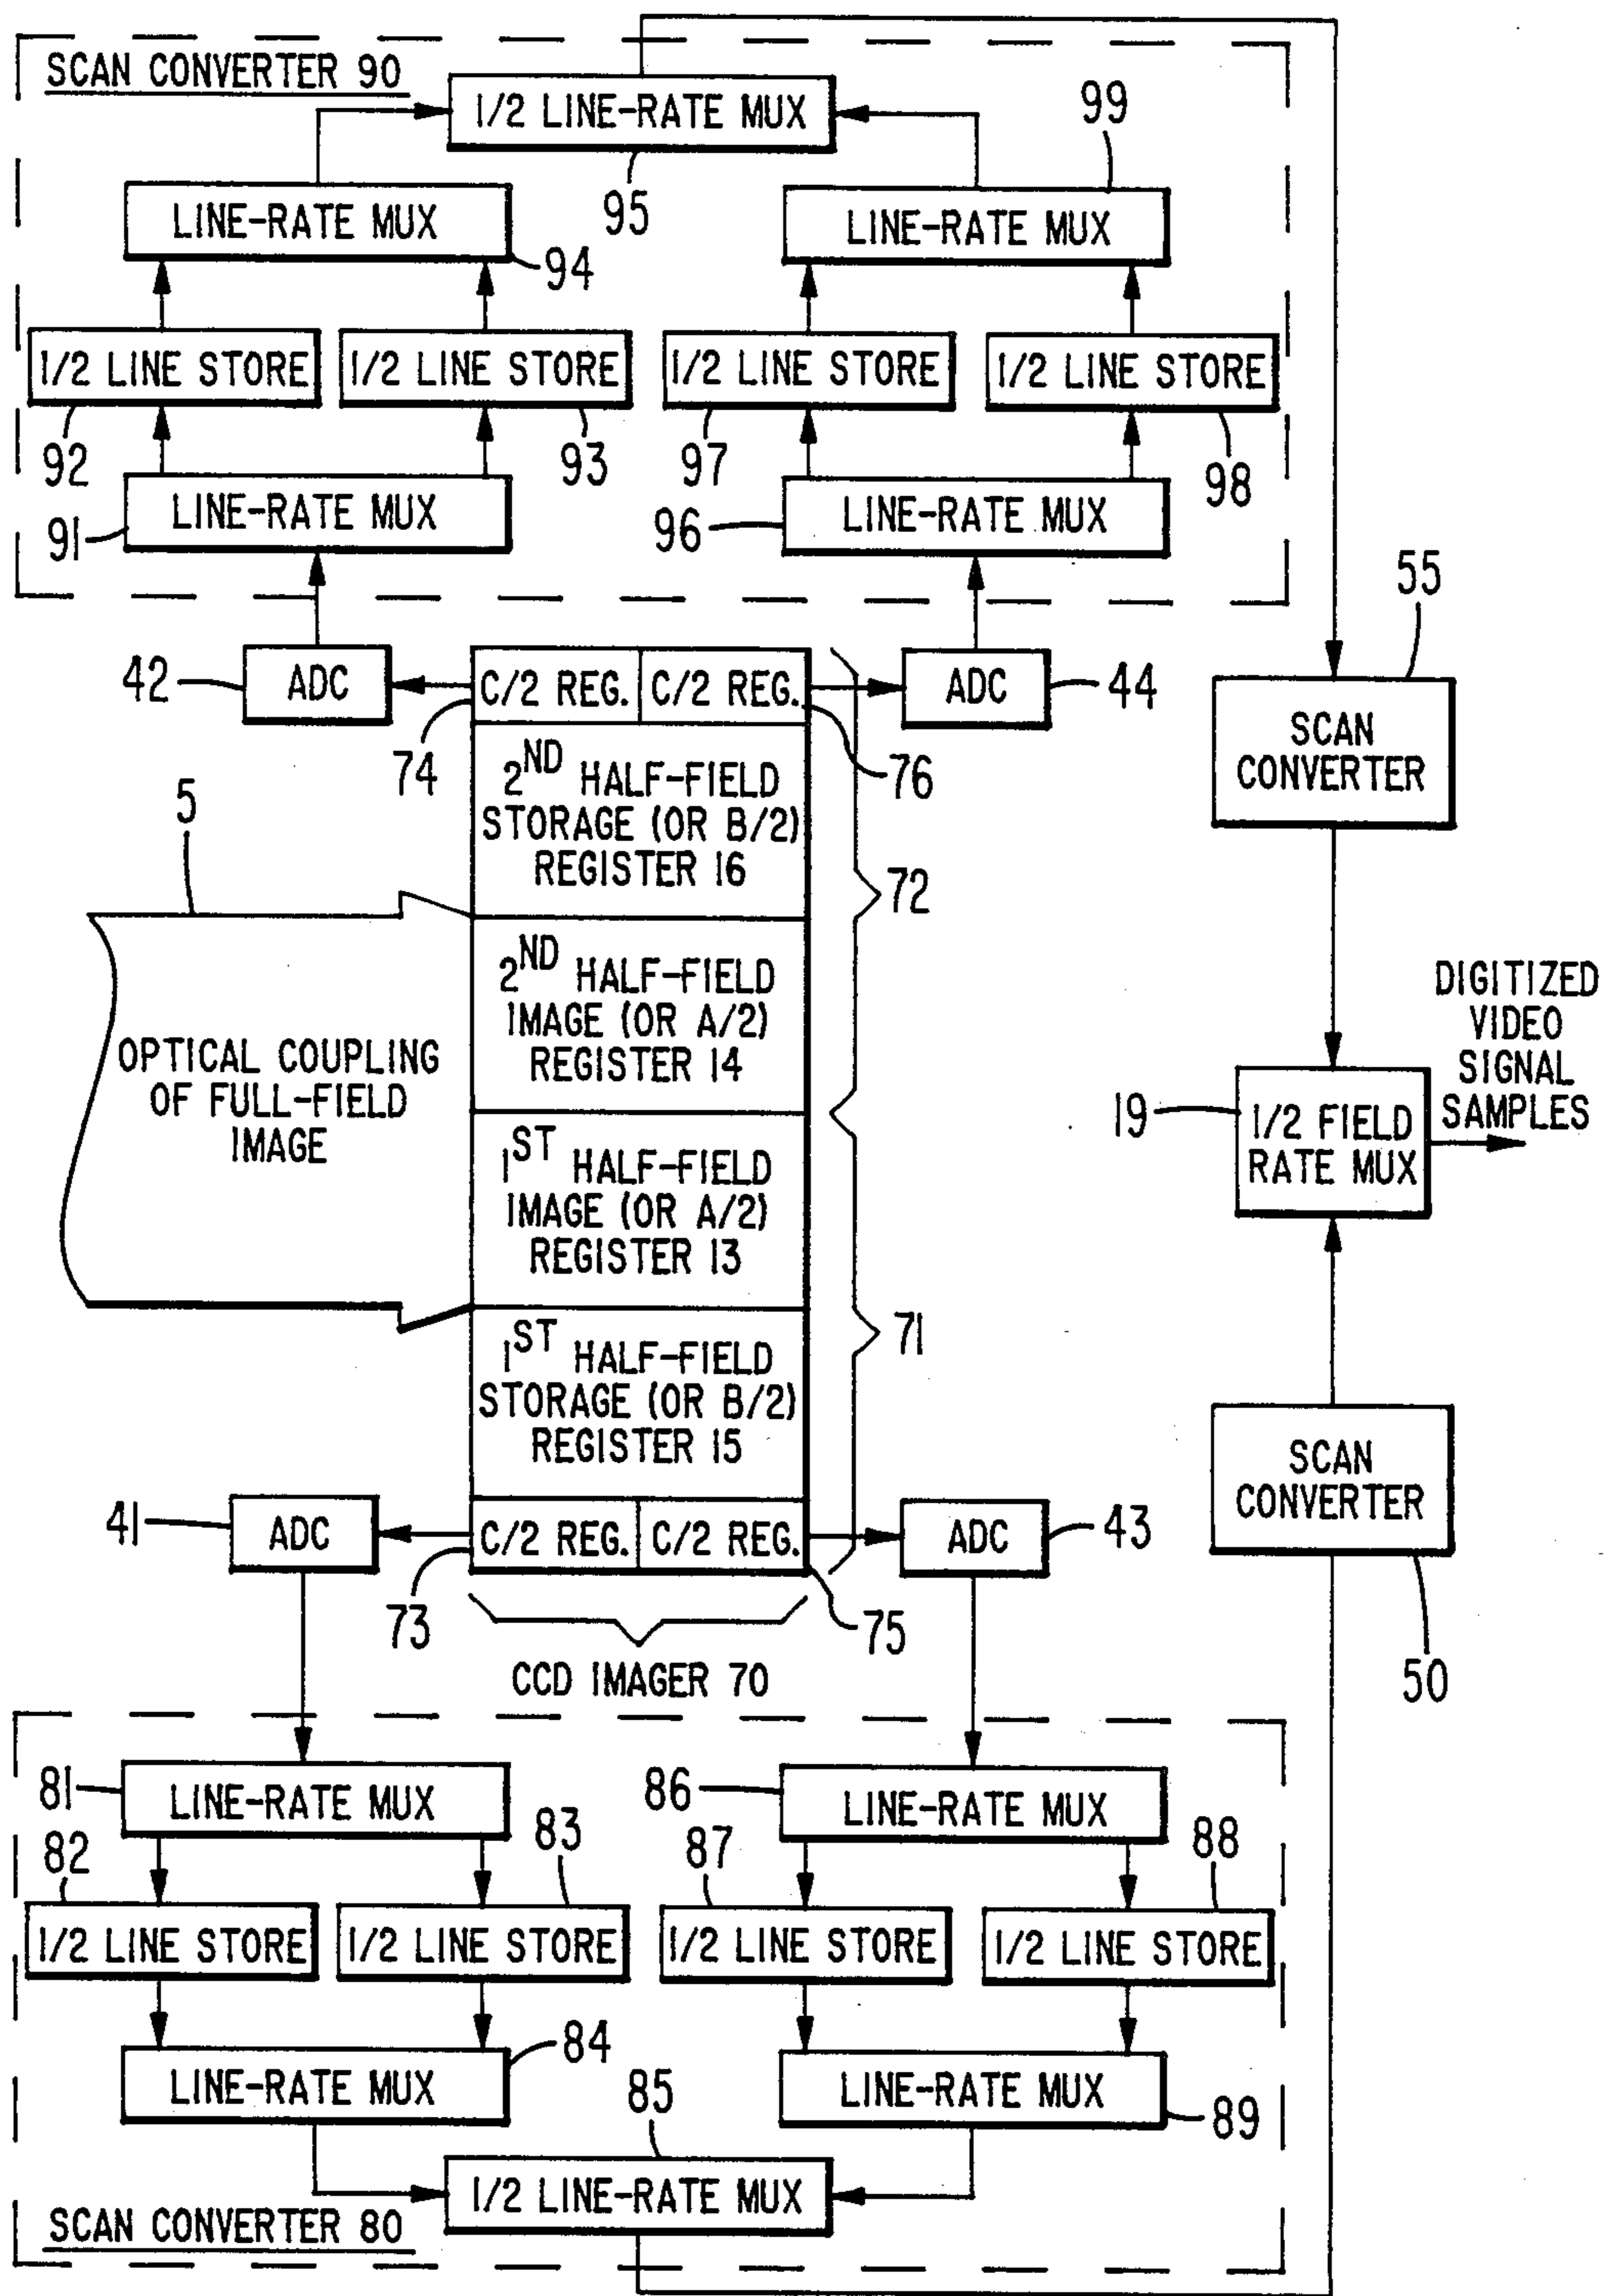 SCAN CONVERTER 90
1/2 LINE-RATE MUX
95
99
LINE-RATE MUX
94
LINE-RATE MUX
1/2 LINE STORE
1/2 LINE STORE
1/2 LINE STORE
1/2 LINE STORE
92
93
97
98
91
LINE-RATE MUX
96
LINE-RATE MUX
55
42
ADC
C/2 REG.
C/2 REG.
ADC
44
SCAN
CONVERTER
74
76
2ND HALF-FIELD
STORAGE (OR B/2)
REGISTER 16
5
72
2ND HALF-FIELD
IMAGE (OR A/2)
REGISTER 14
OPTICAL COUPLING
OF FULL-FIELD
IMAGE
DIGITIZED
VIDEO
SIGNAL
SAMPLES
19
1/2 FIELD
RATE MUX
1ST HALF-FIELD
IMAGE (OR A/2)
REGISTER 13
71
1ST HALF-FIELD
STORAGE (OR B/2)
REGISTER 15
SCAN
CONVERTER
50
41
ADC
C/2 REG.
C/2 REG.
ADC
43
73
75
CCD IMAGER 70
81
LINE-RATE MUX
86
LINE-RATE MUX
82
83
87
88
1/2 LINE STORE
1/2 LINE STORE
1/2 LINE STORE
1/2 LINE STORE
LINE-RATE MUX
84
LINE-RATE MUX
89
85
1/2 LINE-RATE MUX
SCAN CONVERTER 80